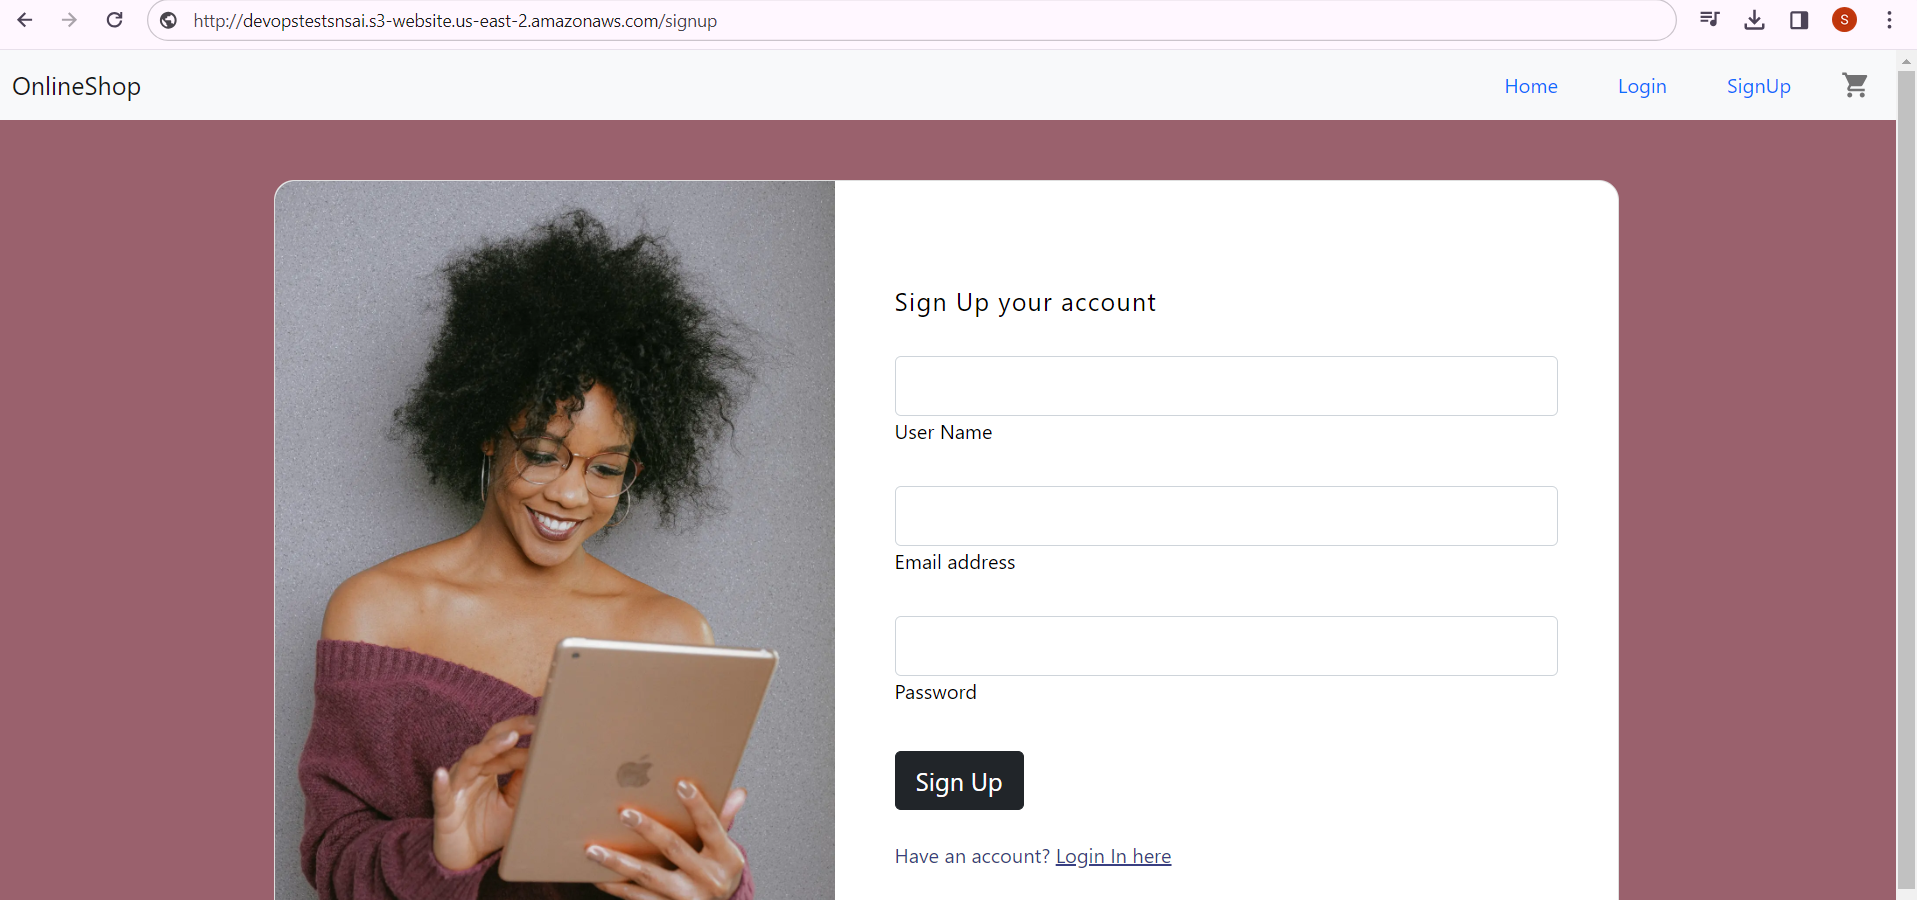 http://devopstestsnsai.s3-website.us-east-2.amazonaws.com/signup
S
OnlineShop
Home
Login
SignUp
Sign Up your account
User Name
Email address
Password
Sign Up
Have an account? Login In here